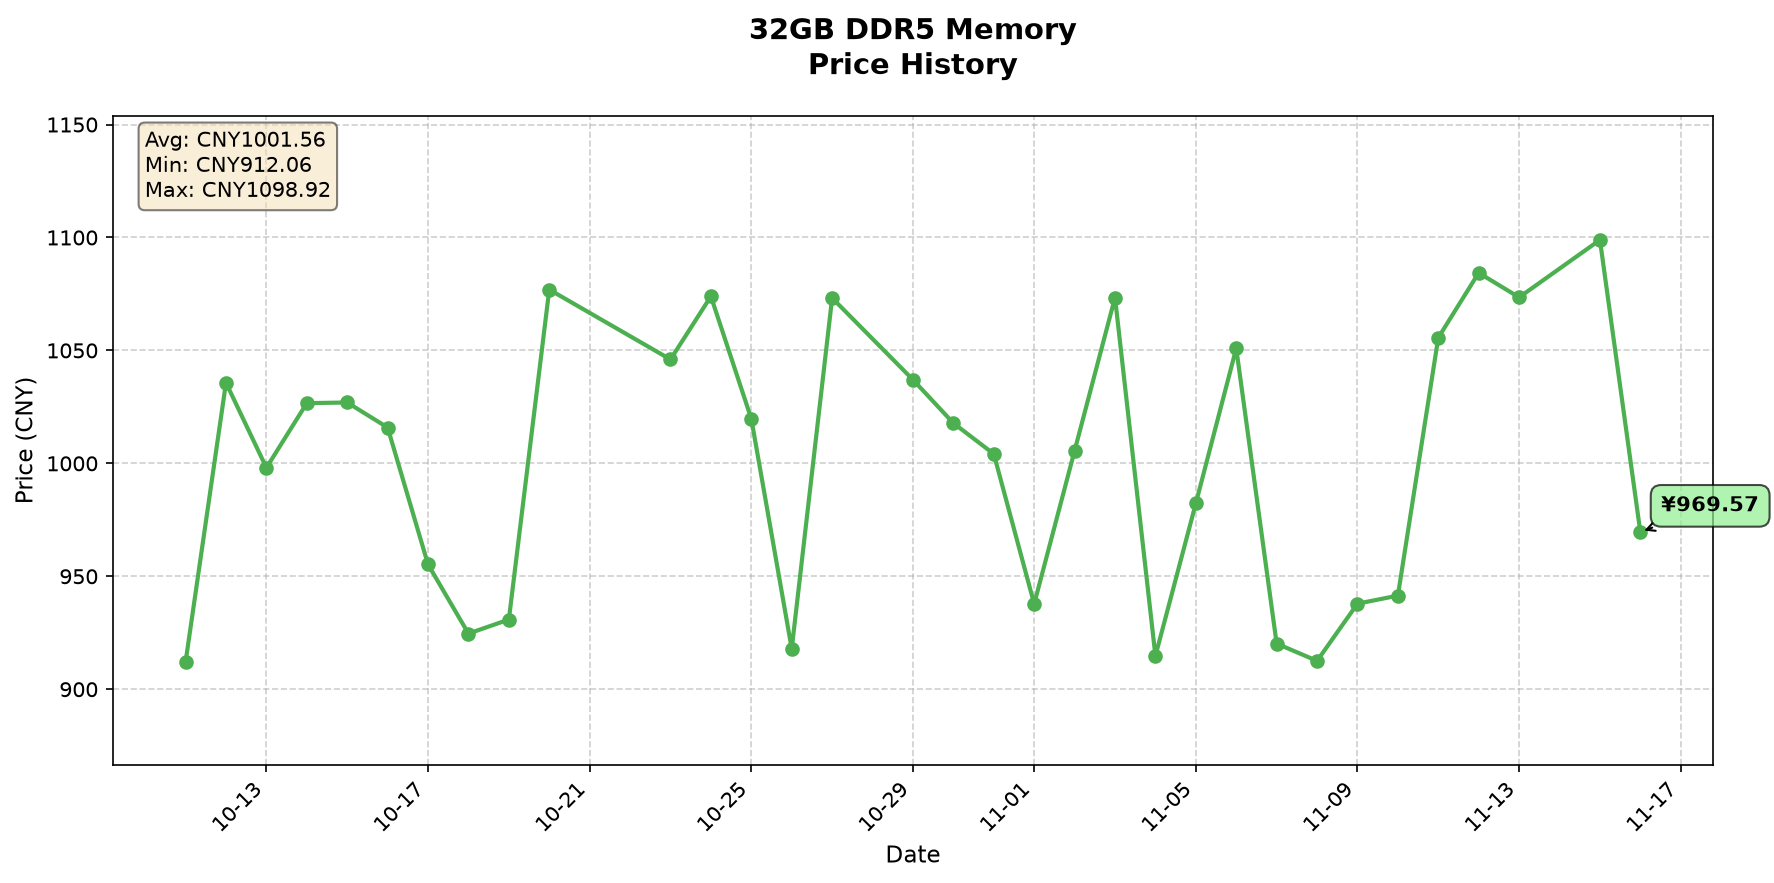 32GB DDR5 Memory
Price History
Avg: CNY1001.56
Min: CNY912.06
Max: CNY1098.92
1150
1100
1050
1000
950
900
Price (CNY)
¥969.57
10-13
10-17
10-21
10-25
10-29
11-01
11-05
11-09
11-13
11-17
Date